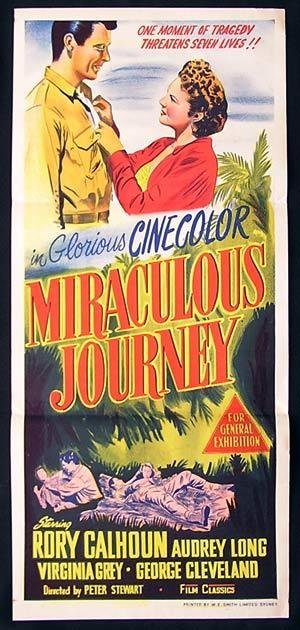 ONE MOMENT OF TRAGEDY
THREATENS SEVEN LIVES!!
in GLORIOUS CINECOLOR
MIRACULOUS
JOURNEY
FOR
GENERAL
EXHIBITION
Starring
RORY CALHOUN AUDREY LONG
VIRGINIA GREY • GEORGE CLEVELAND
Directed by PETER STEWART • FILM CLASSICS
PRINTED BY W. E. SMITH LIMITED SYDNEY